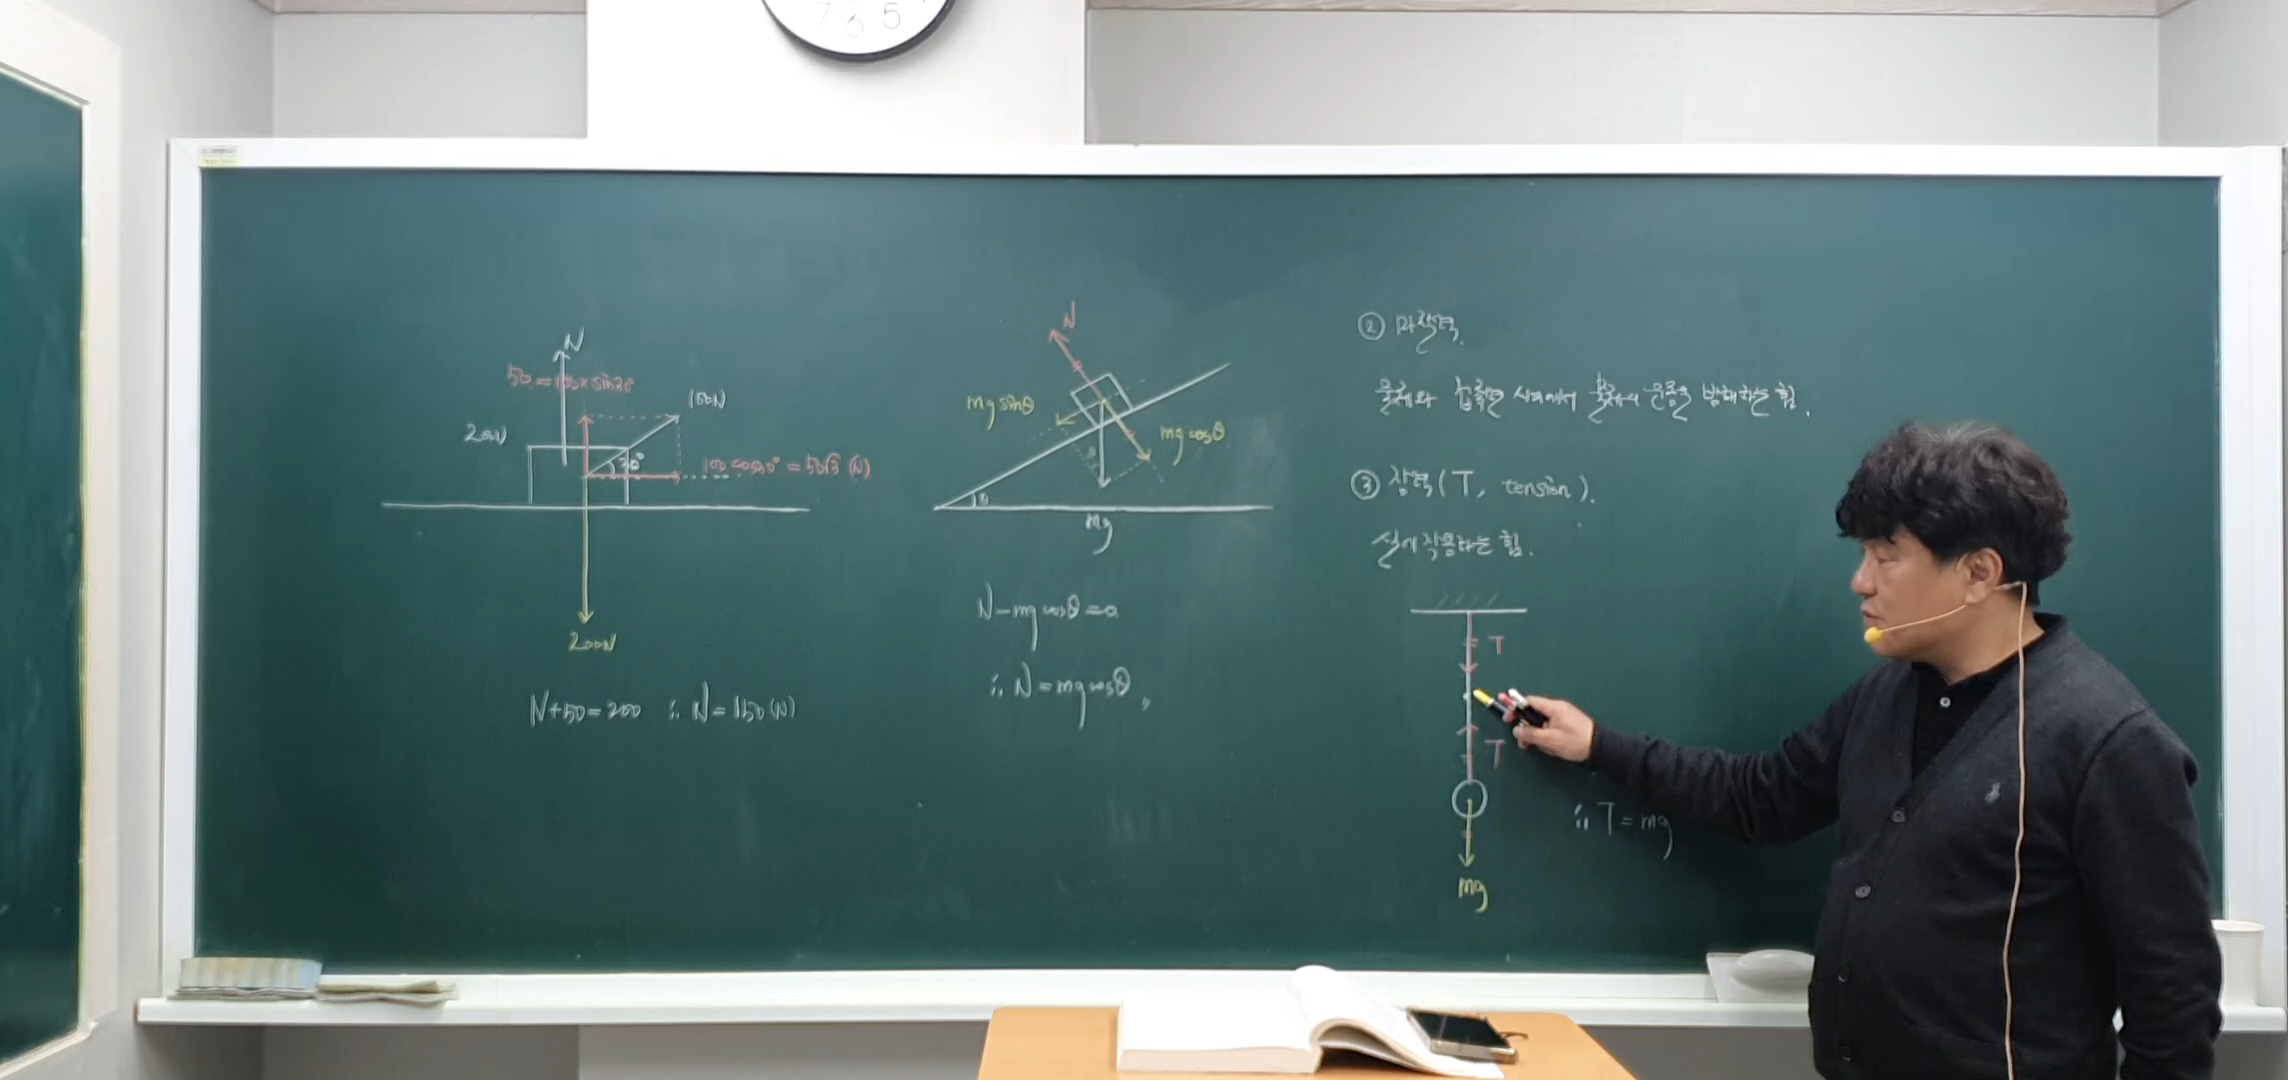 7 6 5
N
50 = 100×sin30°
100N
200N
30°
100 cos30° = 50√3 (N)
200N
N+50=200 ∴ N=150(N)
N
mg sinθ
mg cosθ
θ
θ
mg
N-mg cosθ=0
∴ N=mg cosθ
② 마찰력.
물체와 접촉면 사이에서 물체의 운동을 방해하는 힘.
③ 장력(T, tension).
실에 작용하는 힘.
T
T
∴ T=mg
mg